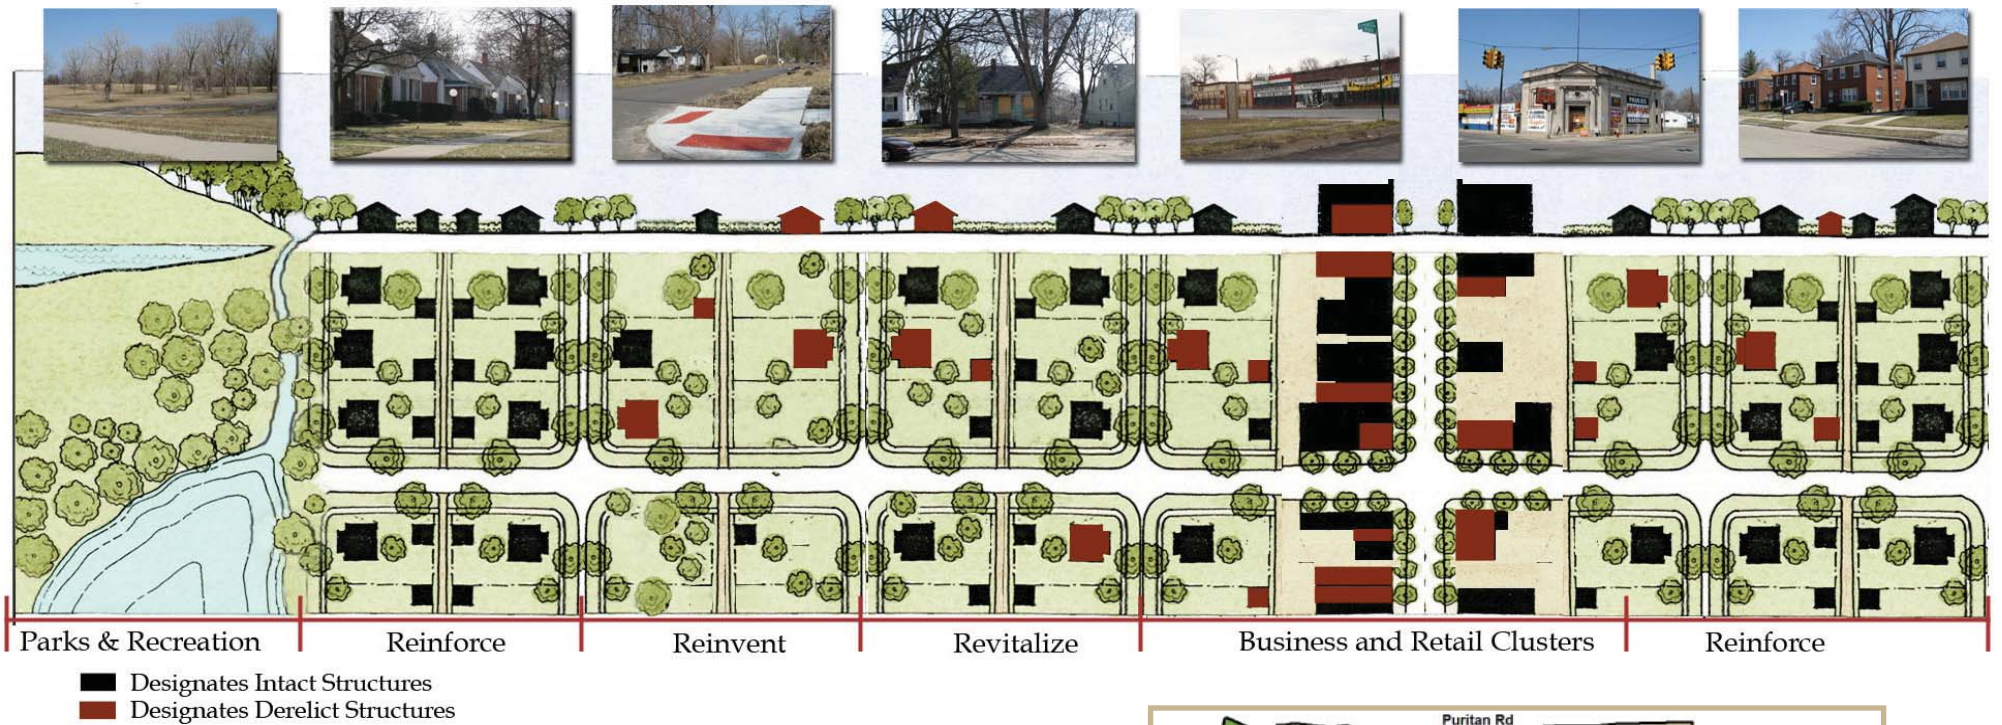 Parks & Recreation
Reinforce
Reinvent
Revitalize
Business and Retail Clusters
Reinforce
Designates Intact Structures
Designates Derelict Structures
Puritan Rd